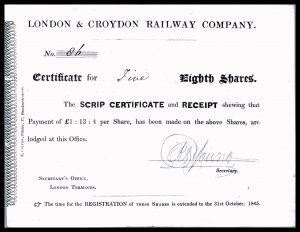 LONDON & CROYDON RAILWAY COMPANY.
No. 86
Certificate for Five Eighth Shares.
The SCRIP CERTIFICATE and RECEIPT shewing that
Payment of £1 : 13 : 4 per Share, has been made on the above Shares, are
lodged at this Office.
Secretary.
Secretary's Office,
London Terminus.
The time for the REGISTRATION of these Shares is extended to the 31st October, 1845.